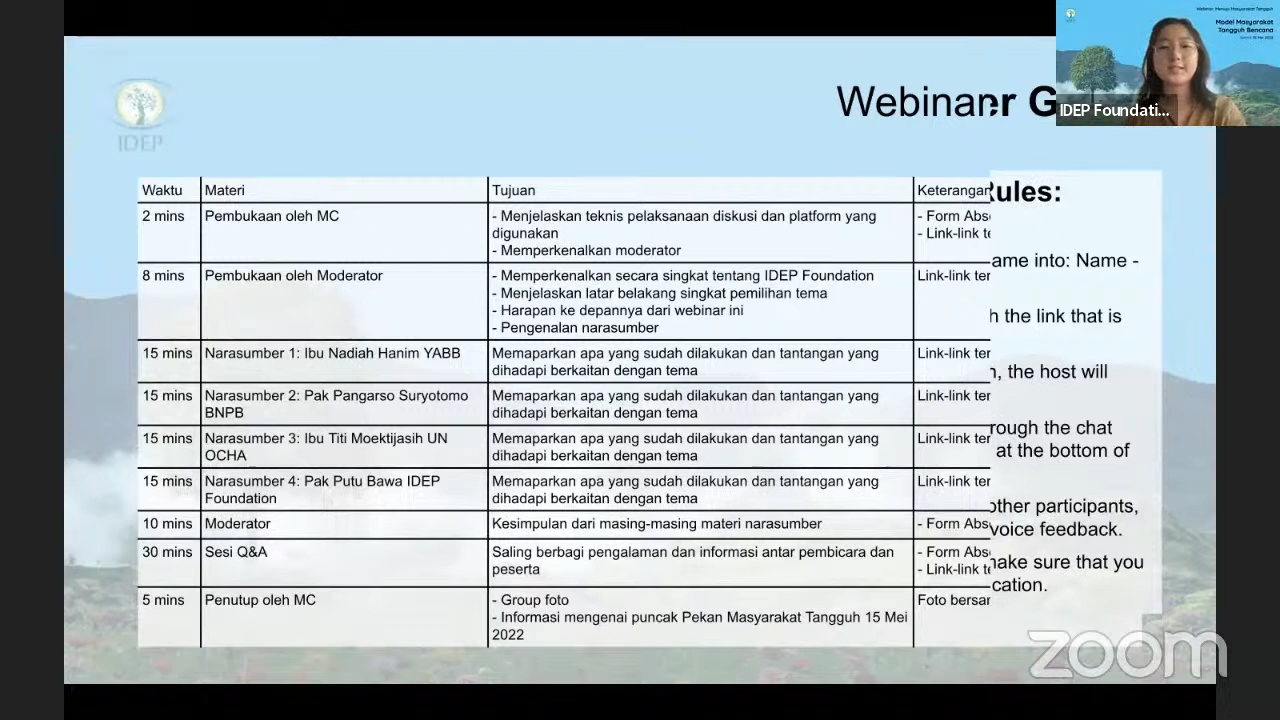 Webinar: Menuju Masyarakat Tangguh
Model Masyarakat
Tangguh Bencana
IDEP Foundati...
IDEP
Webinar G
Waktu Materi Tujuan Keterangan
2 mins Pembukaan oleh MC - Menjelaskan teknis pelaksanaan diskusi dan platform yang - Form Abs
digunakan - Link-link te
- Memperkenalkan moderator
8 mins Pembukaan oleh Moderator - Memperkenalkan secara singkat tentang IDEP Foundation Link-link ter
- Menjelaskan latar belakang singkat pemilihan tema
- Harapan ke depannya dari webinar ini
- Pengenalan narasumber
15 mins Narasumber 1: Ibu Nadiah Hanim YABB Memaparkan apa yang sudah dilakukan dan tantangan yang Link-link ter
dihadapi berkaitan dengan tema
15 mins Narasumber 2: Pak Pangarso Suryotomo Memaparkan apa yang sudah dilakukan dan tantangan yang Link-link ter
BNPB dihadapi berkaitan dengan tema
15 mins Narasumber 3: Ibu Titi Moektijasih UN Memaparkan apa yang sudah dilakukan dan tantangan yang Link-link ter
OCHA dihadapi berkaitan dengan tema
15 mins Narasumber 4: Pak Putu Bawa IDEP Memaparkan apa yang sudah dilakukan dan tantangan yang Link-link ter
Foundation dihadapi berkaitan dengan tema
10 mins Moderator Kesimpulan dari masing-masing materi narasumber - Form Abs
30 mins Sesi Q&A Saling berbagi pengalaman dan informasi antar pembicara dan - Form Abs
peserta - Link-link te
5 mins Penutup oleh MC - Group foto Foto bersar
- Informasi mengenai puncak Pekan Masyarakat Tangguh 15 Mei
2022
Rules:
ame into: Name -
h the link that is
n, the host will
rough the chat
at the bottom of
other participants,
voice feedback.
make sure that you
cation.
zoom